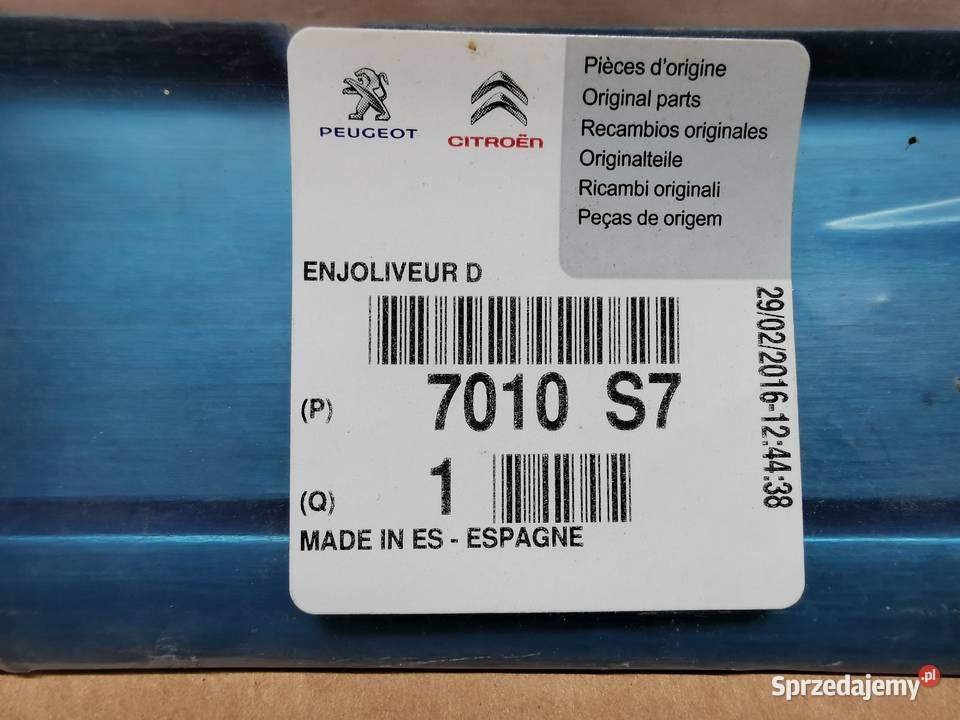 PEUGEOT
CITROËN
Pièces d'origine
Original parts
Recambios originales
Originalteile
Ricambi originali
Peças de origem
ENJOLIVEUR D
(P) 7010 S7
(Q) 1
MADE IN ES - ESPAGNE
29/02/2016-12:44:38
Sprzedajemy.pl